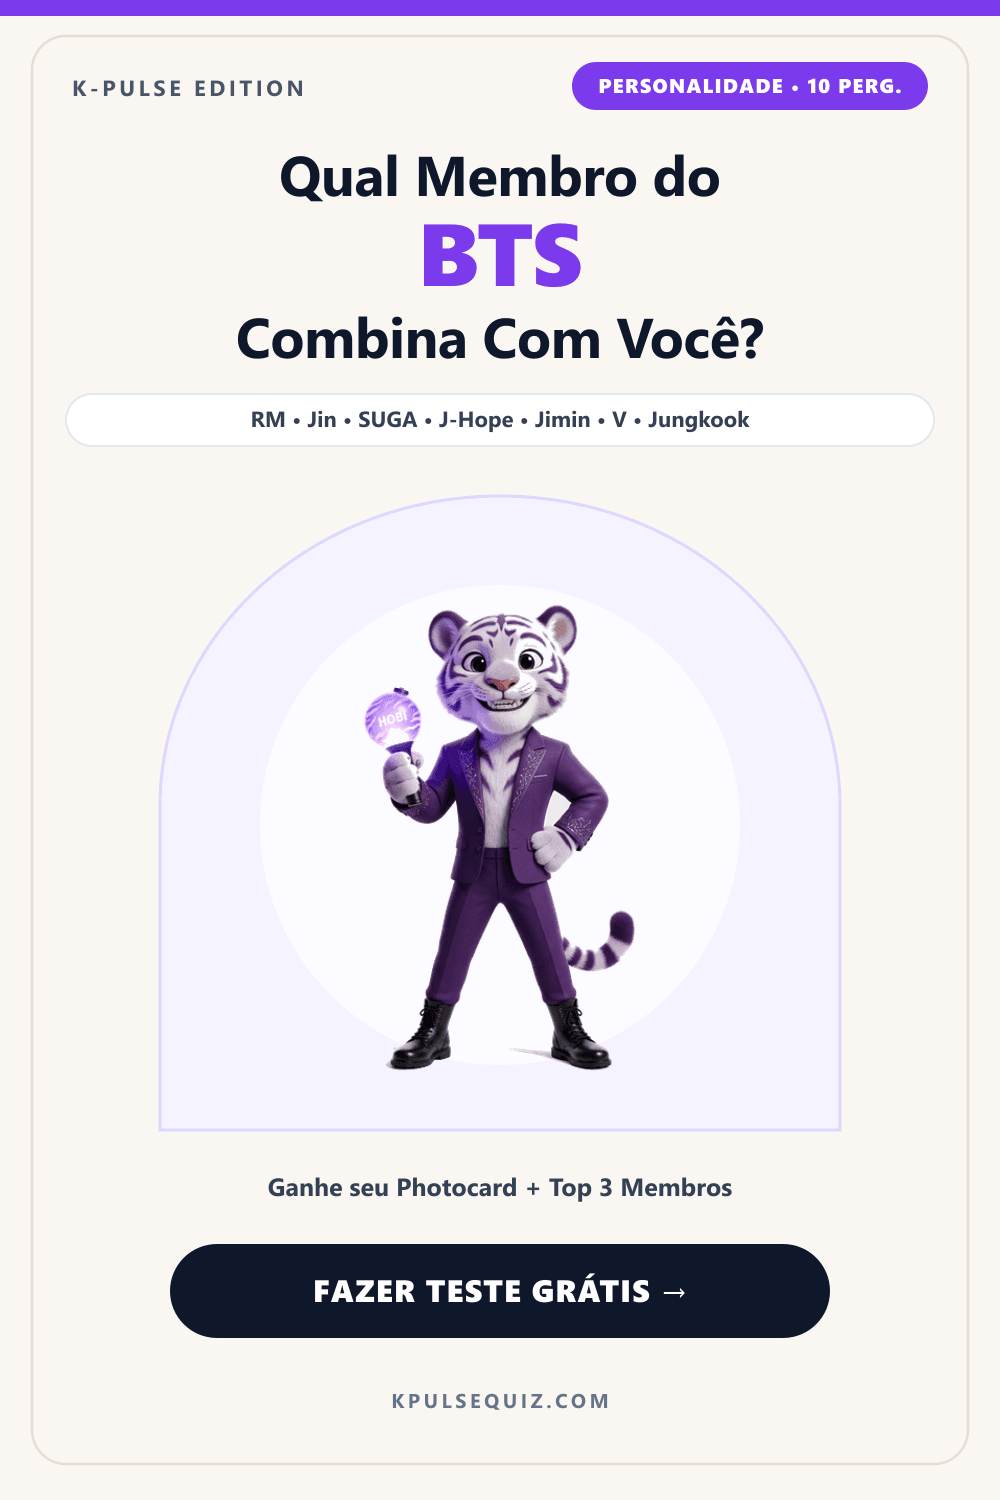 K-PULSE EDITION
PERSONALIDADE • 10 PERG.
Qual Membro do
BTS
Combina Com Você?
RM • Jin • SUGA • J-Hope • Jimin • V • Jungkook
HOBI
Ganhe seu Photocard + Top 3 Membros
FAZER TESTE GRÁTIS →
KPULSEQUIZ.COM